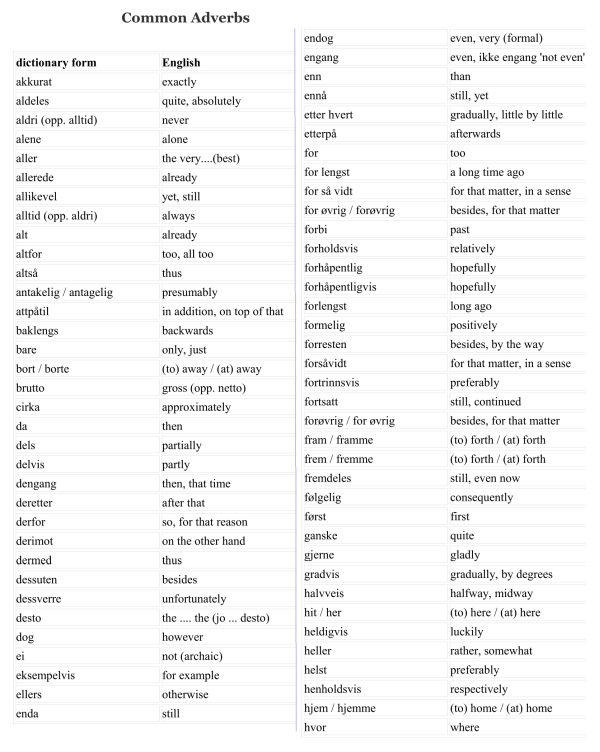 Common Adverbs
dictionary form English
akkurat exactly
aldeles quite, absolutely
aldri (opp. alltid) never
alene alone
aller the very....(best)
allerede already
allikevel yet, still
alltid (opp. aldri) always
alt already
altfor too, all too
altså thus
antakelig / antagelig presumably
attpåtil in addition, on top of that
baklengs backwards
bare only, just
bort / borte (to) away / (at) away
brutto gross (opp. netto)
cirka approximately
da then
dels partially
delvis partly
dengang then, that time
deretter after that
derfor so, for that reason
derimot on the other hand
dermed thus
dessuten besides
dessverre unfortunately
desto the .... the (jo ... desto)
dog however
ei not (archaic)
eksempelvis for example
ellers otherwise
enda still
endog even, very (formal)
engang even, ikke engang 'not even'
enn than
ennå still, yet
etter hvert gradually, little by little
etterpå afterwards
for too
for lengst a long time ago
for så vidt for that matter, in a sense
for øvrig / forøvrig besides, for that matter
forbi past
forholdsvis relatively
forhåpentlig hopefully
forhåpentligvis hopefully
forlengst long ago
formelig positively
forresten besides, by the way
forsåvidt for that matter, in a sense
fortrinnsvis preferably
fortsatt still, continued
forøvrig / for øvrig besides, for that matter
fram / framme (to) forth / (at) forth
frem / fremme (to) forth / (at) forth
fremdeles still, even now
følgelig consequently
først first
ganske quite
gjerne gladly
gradvis gradually, by degrees
halvveis halfway, midway
hit / her (to) here / (at) here
heldigvis luckily
heller rather, somewhat
helst preferably
henholdsvis respectively
hjem / hjemme (to) home / (at) home
hvor where